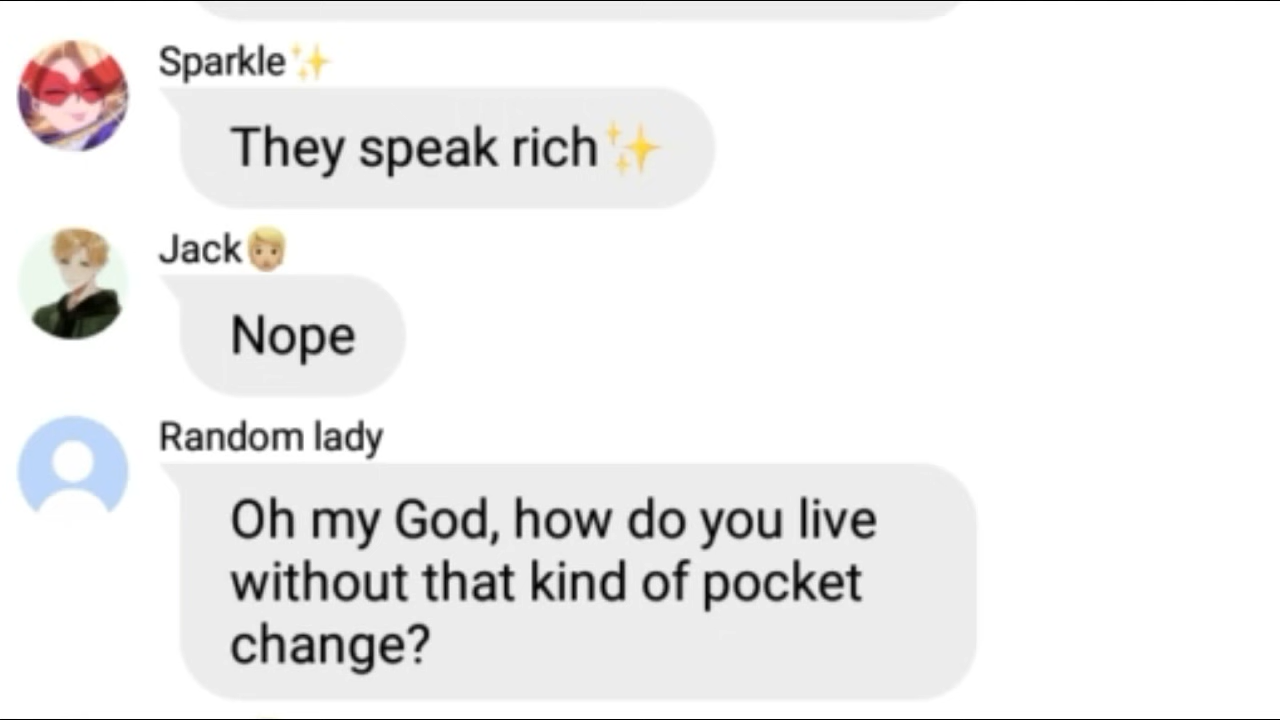 Sparkle✨
They speak rich✨
Jack👱🏼
Nope
Random lady
Oh my God, how do you live
without that kind of pocket
change?